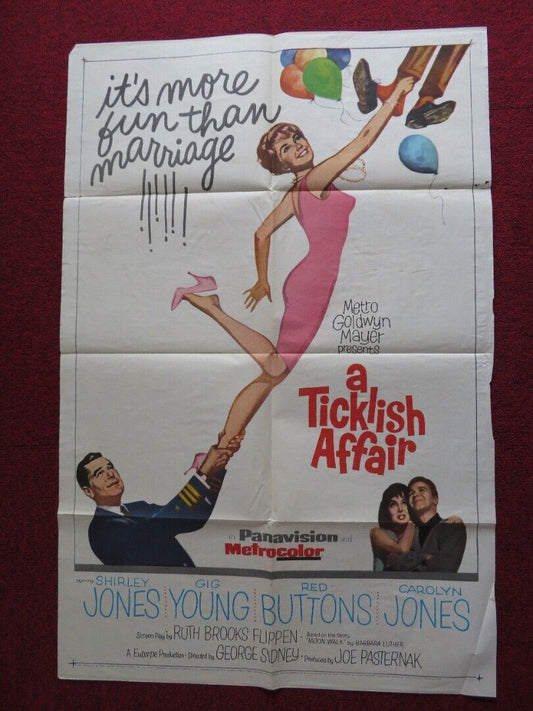 it's more
fun than
marriage
!!!!!!
Metro
Goldwyn
Mayer
presents
a
Ticklish
Affair
in Panavision and
Metrocolor
starring SHIRLEY JONES GIG YOUNG RED BUTTONS CAROLYN JONES
Screen Play by RUTH BROOKS FLIPPEN Based on the Story "MOON WALK" by BARBARA LUTHER
A Euterpe Production Directed by GEORGE SIDNEY Produced by JOE PASTERNAK